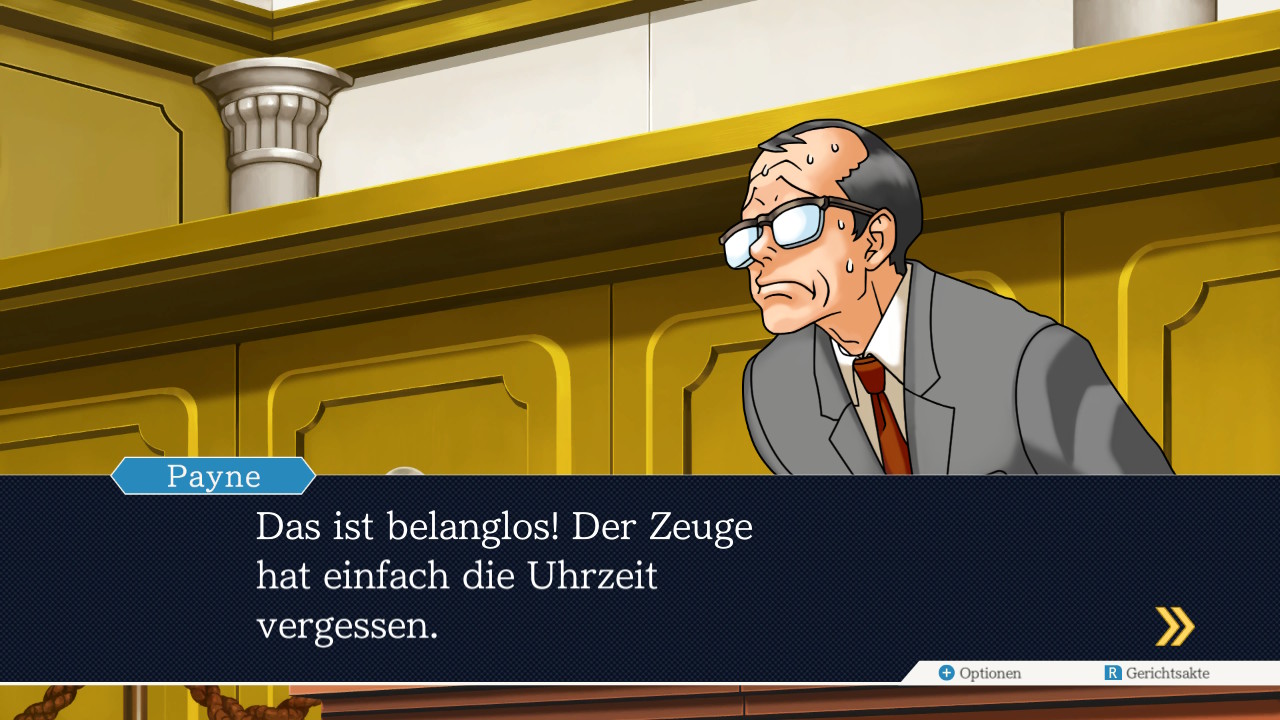 Payne
Das ist belanglos! Der Zeuge
hat einfach die Uhrzeit
vergessen.
+ Optionen
R Gerichtsakte